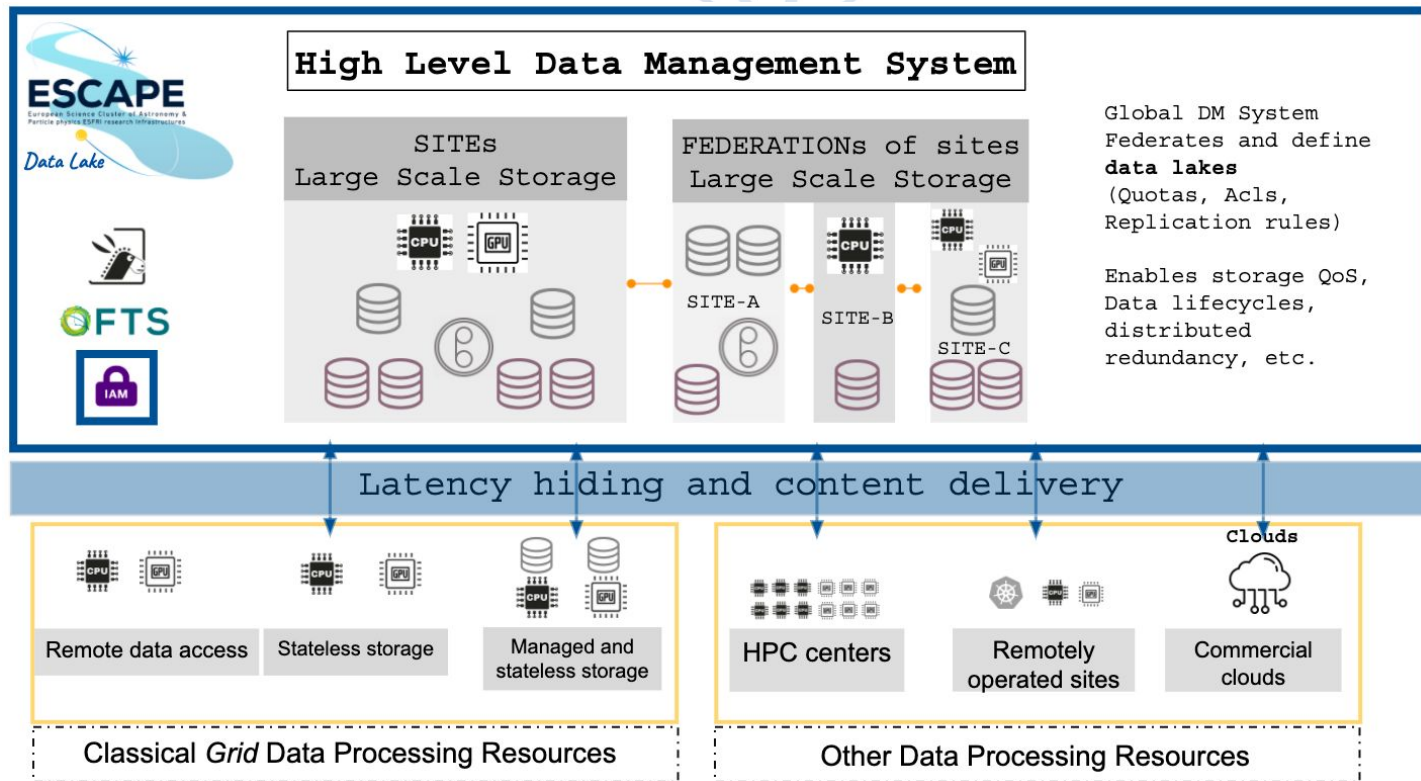 High Level Data Management System
ESCAPE
European Science Cluster of Astronomy &
Particle physics ESFRI research infrastructures
Data Lake
SITEs
Large Scale Storage
FEDERATIONs of sites
Large Scale Storage
Global DM System
Federates and define
data lakes
(Quotas, Acls,
Replication rules)
Enables storage QoS,
Data lifecycles,
distributed
redundancy, etc.
CPU
GPU
CPU
CPU
GPU
SITE-A
SITE-B
SITE-C
FTS
IAM
Latency hiding and content delivery
CPU
GPU
CPU
GPU
CPU
GPU
CPU
GPU
Clouds
Remote data access
Stateless storage
Managed and
stateless storage
HPC centers
Remotely
operated sites
Commercial
clouds
Classical Grid Data Processing Resources
Other Data Processing Resources